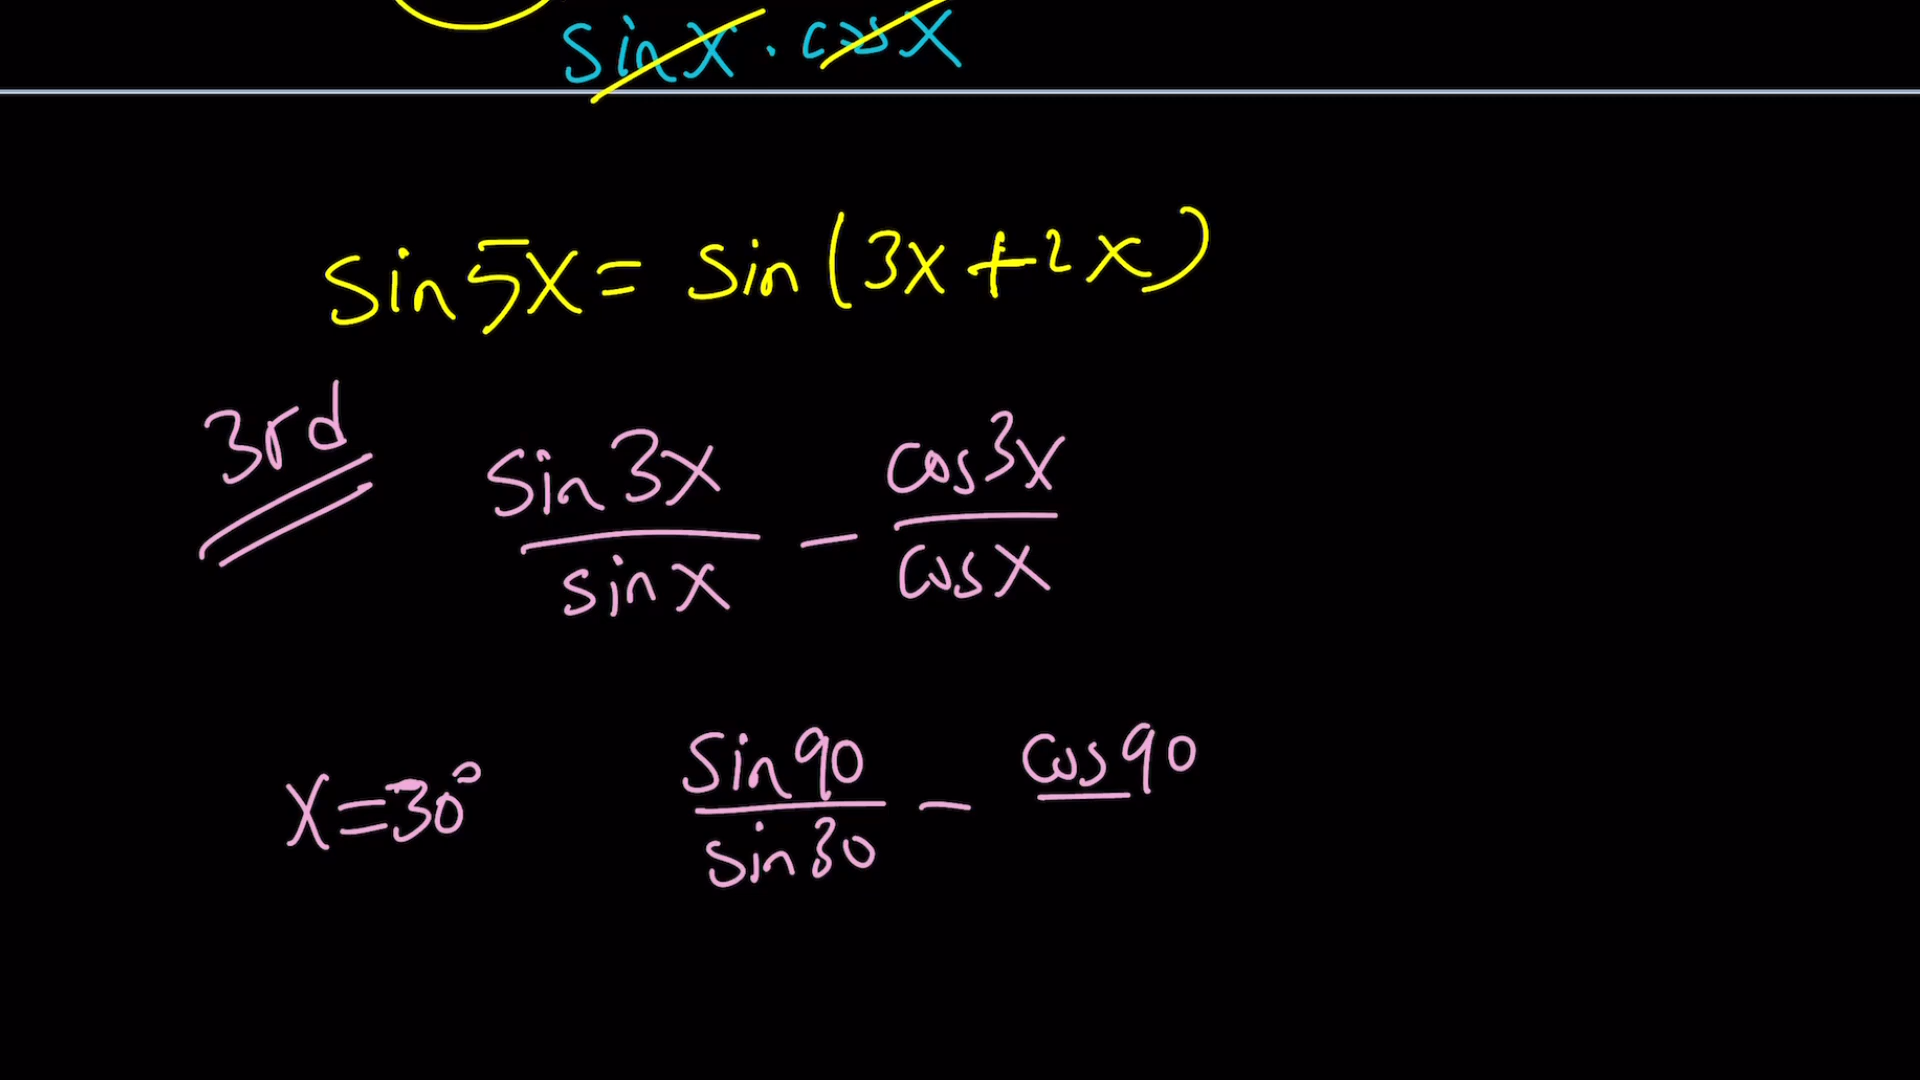 sinx · cosx
sin5x = sin(3x+2x)
3rd
sin3x/sinx - cos3x/cosx
x=30° sin90/sin30 - cos90